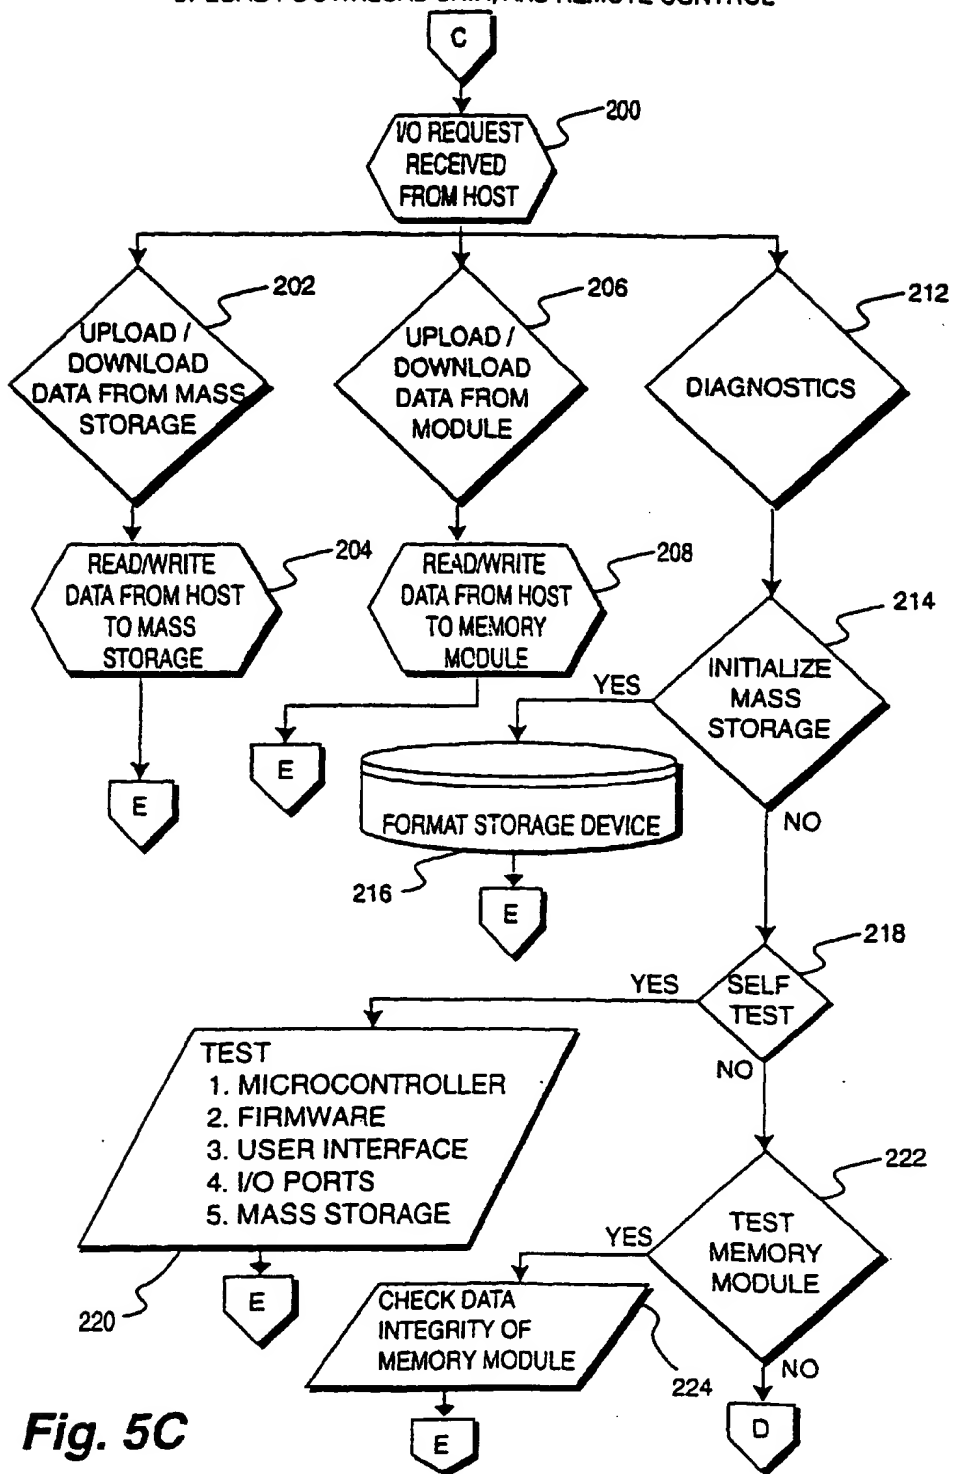 C
200
I/O REQUEST
RECEIVED
FROM HOST
202
206
212
UPLOAD /
DOWNLOAD
DATA FROM MASS
STORAGE
UPLOAD /
DOWNLOAD
DATA FROM
MODULE
DIAGNOSTICS
READ/WRITE
DATA FROM HOST
TO MASS
STORAGE
204
READ/WRITE
DATA FROM HOST
TO MEMORY
MODULE
208
214
INITIALIZE
MASS
STORAGE
YES
NO
E
E
FORMAT STORAGE DEVICE
216
E
218
SELF
TEST
YES
NO
TEST
1. MICROCONTROLLER
2. FIRMWARE
3. USER INTERFACE
4. I/O PORTS
5. MASS STORAGE
220
E
222
TEST
MEMORY
MODULE
YES
NO
CHECK DATA
INTEGRITY OF
MEMORY MODULE
224
E
D
Fig. 5C